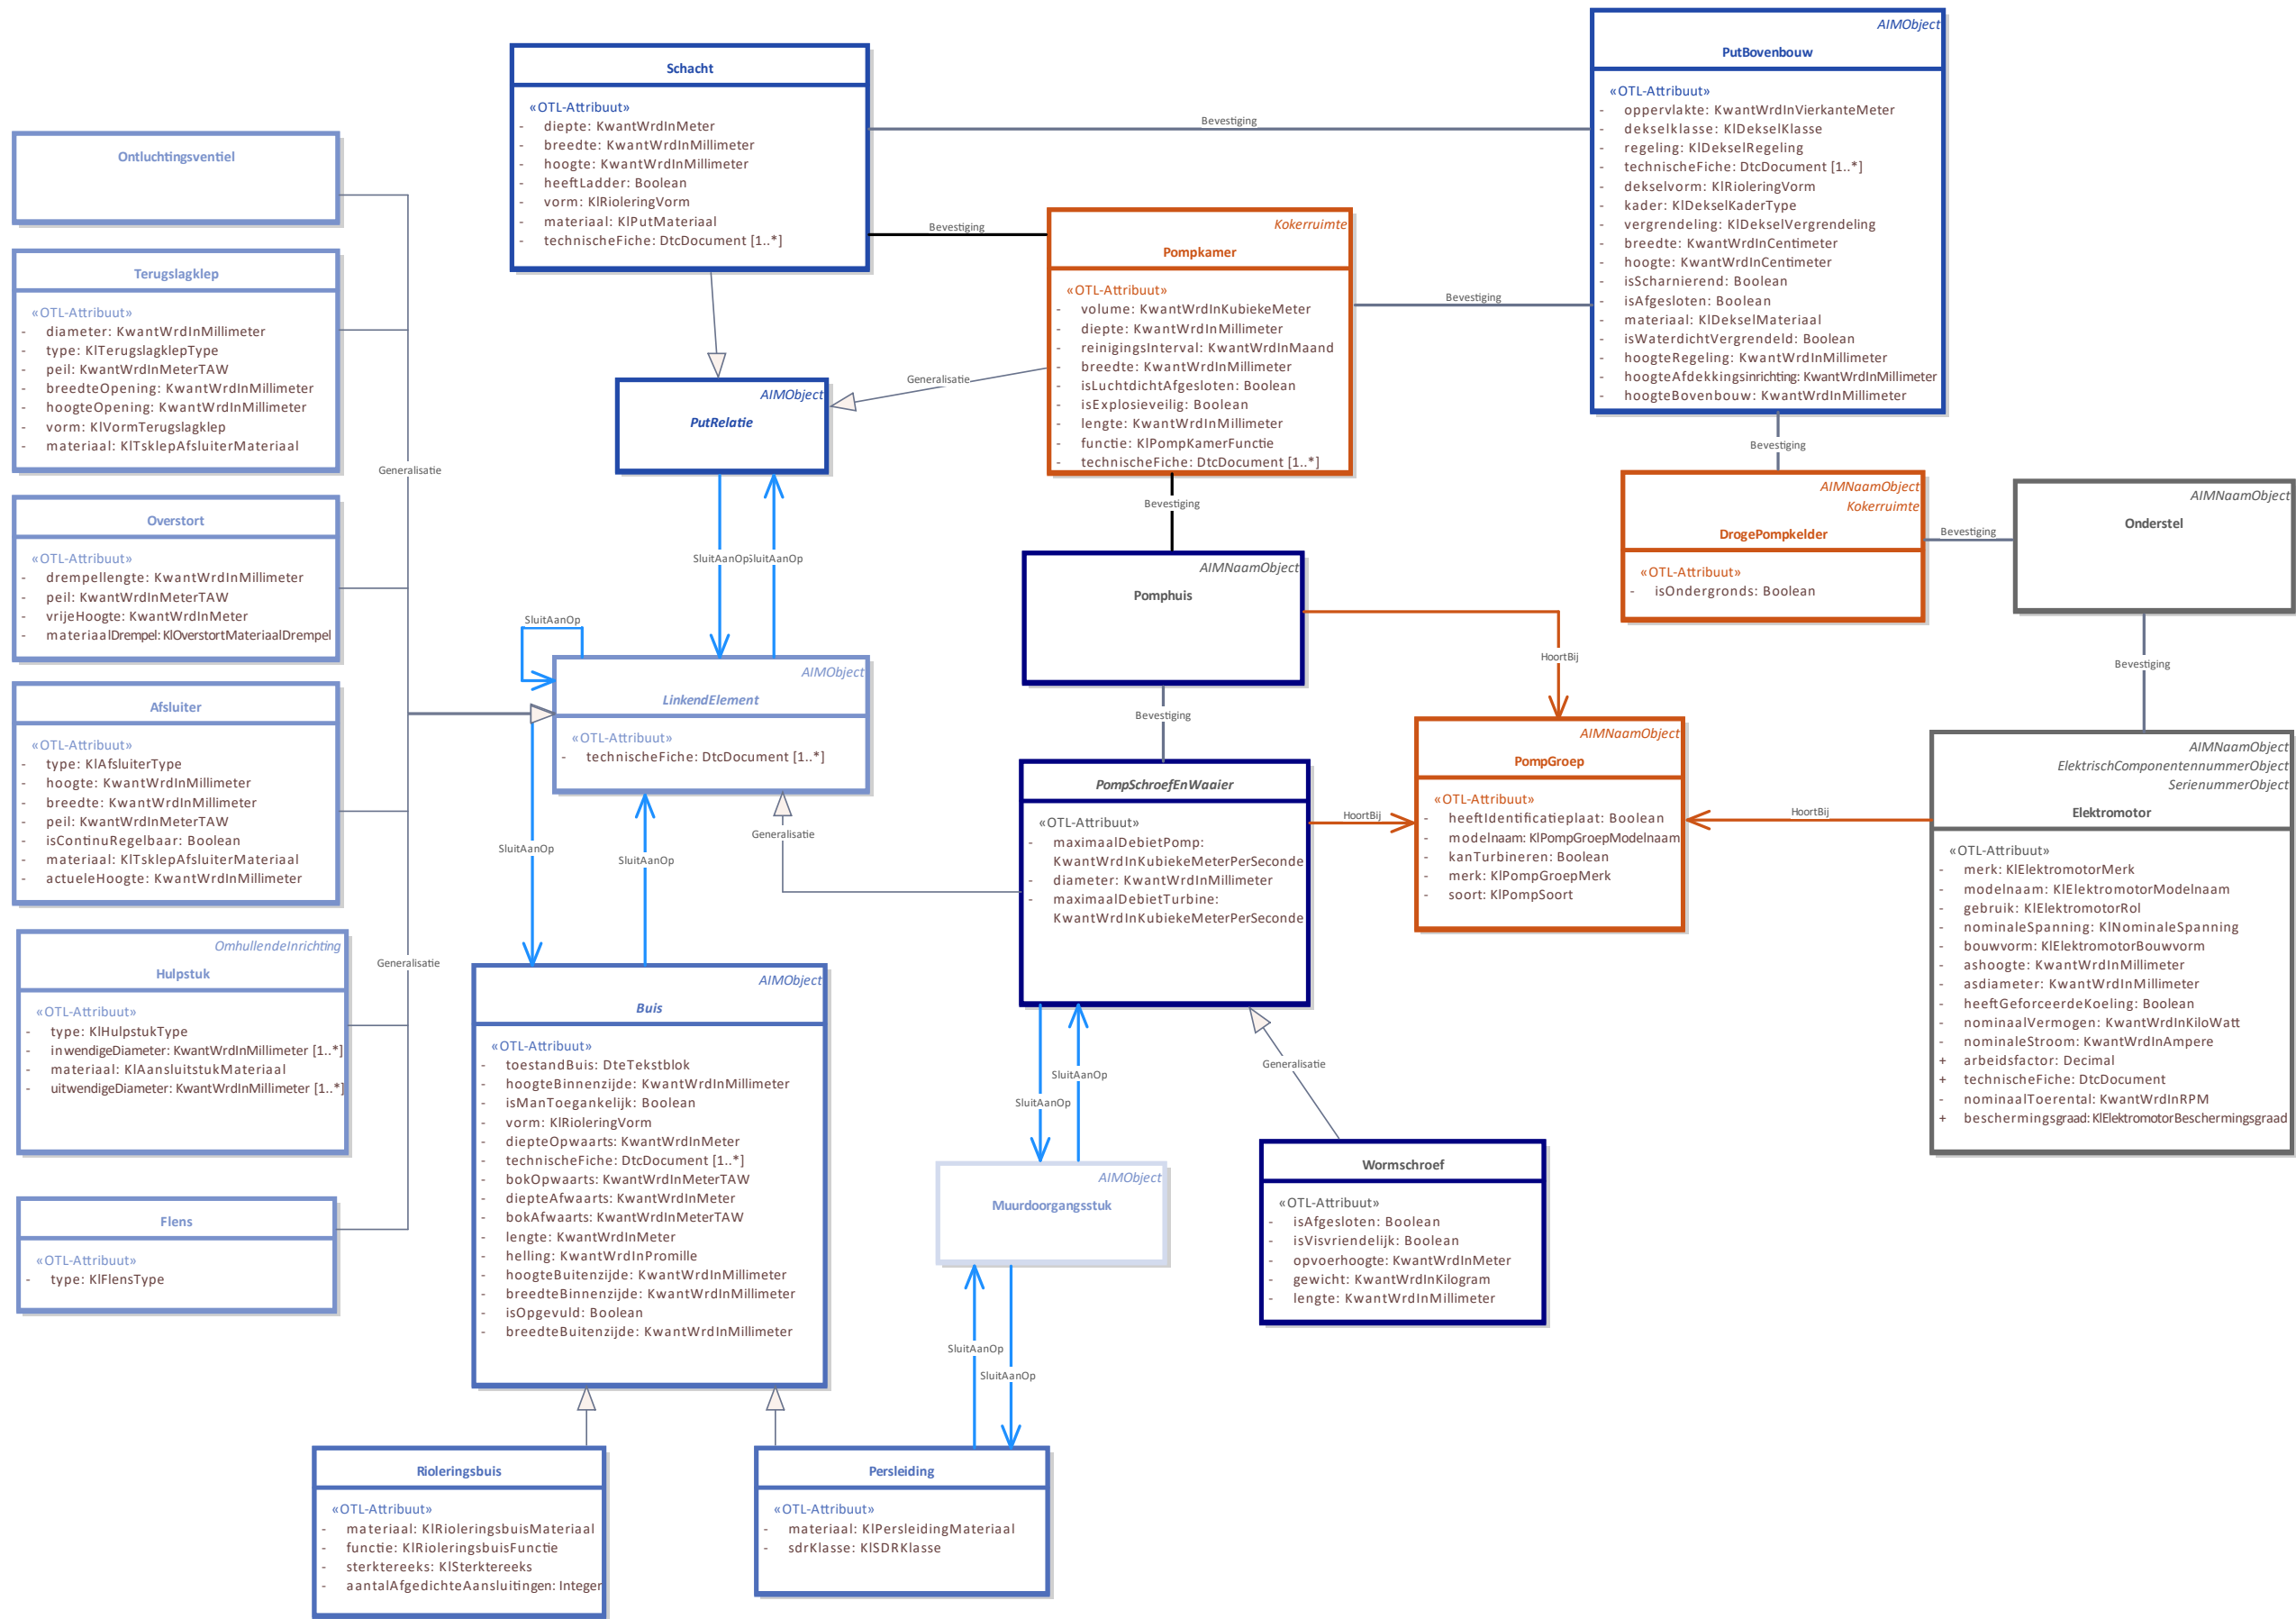 AIMObject
PutBovenbouw
«OTL-Attribuut»
- oppervlakte: KwantWrdInVierkanteMeter
- dekselklasse: KlDekselKlasse
- regeling: KlDekselRegeling
- technischeFiche: DtcDocument [1..*]
- dekselvorm: KlRioleringVorm
- kader: KlDekselKaderType
- vergrendeling: KlDekselVergrendeling
- breedte: KwantWrdInCentimeter
- hoogte: KwantWrdInCentimeter
- isScharnierend: Boolean
- isAfgesloten: Boolean
- materiaal: KlDekselMateriaal
- isWaterdichtVergrendeld: Boolean
- hoogteRegeling: KwantWrdInMillimeter
- hoogteAfdekkingsinrichting: KwantWrdInMillimeter
- hoogteBovenbouw: KwantWrdInMillimeter
Schacht
«OTL-Attribuut»
- diepte: KwantWrdInMeter
- breedte: KwantWrdInMillimeter
- hoogte: KwantWrdInMillimeter
- heeftLadder: Boolean
- vorm: KlRioleringVorm
- materiaal: KlPutMateriaal
- technischeFiche: DtcDocument [1..*]
Bevestiging
Bevestiging
Bevestiging
Bevestiging
Ontluchtingsventiel
Terugslagklep
«OTL-Attribuut»
- diameter: KwantWrdInMillimeter
- type: KlTerugslagklepType
- peil: KwantWrdInMeterTAW
- breedteOpening: KwantWrdInMillimeter
- hoogteOpening: KwantWrdInMillimeter
- vorm: KlVormTerugslagklep
- materiaal: KlTsklepAfsluiterMateriaal
Kokerruimte
Pompkamer
«OTL-Attribuut»
- volume: KwantWrdInKubiekeMeter
- diepte: KwantWrdInMillimeter
- reinigingsInterval: KwantWrdInMaand
- breedte: KwantWrdInMillimeter
- isLuchtdichtAfgesloten: Boolean
- isExplosieveilig: Boolean
- lengte: KwantWrdInMillimeter
- functie: KlPompKamerFunctie
- technischeFiche: DtcDocument [1..*]
Generalisatie
AIMObject
PutRelatie
Generalisatie
Bevestiging
AIMNaamObject
Kokerruimte
DrogePompkelder
«OTL-Attribuut»
- isOndergronds: Boolean
Bevestiging
AIMNaamObject
Onderstel
Bevestiging
Overstort
«OTL-Attribuut»
- drempellengte: KwantWrdInMillimeter
- peil: KwantWrdInMeterTAW
- vrijeHoogte: KwantWrdInMeter
- materiaalDrempel: KlOverstortMateriaalDrempel
SluitAanOp
SluitAanOp
SluitAanOp
AIMNaamObject
Pomphuis
HoortBij
Bevestiging
AIMObject
LinkendElement
«OTL-Attribuut»
- technischeFiche: DtcDocument [1..*]
Afsluiter
«OTL-Attribuut»
- type: KlAfsluiterType
- hoogte: KwantWrdInMillimeter
- breedte: KwantWrdInMillimeter
- peil: KwantWrdInMeterTAW
- isContinuRegelbaar: Boolean
- materiaal: KlTsklepAfsluiterMateriaal
- actueleHoogte: KwantWrdInMillimeter
PompSchroefEnWaaier
«OTL-Attribuut»
- maximaalDebietPomp:
KwantWrdInKubiekeMeterPerSeconde
- diameter: KwantWrdInMillimeter
- maximaalDebietTurbine:
KwantWrdInKubiekeMeterPerSeconde
HoortBij
AIMNaamObject
PompGroep
«OTL-Attribuut»
- heeftIdentificatieplaat: Boolean
- modelnaam: KlPompGroepModelnaam
- kanTurbineren: Boolean
- merk: KlPompGroepMerk
- soort: KlPompSoort
HoortBij
AIMNaamObject
ElektrischComponentennummerObject
SerienummerObject
Elektromotor
«OTL-Attribuut»
- merk: KlElektromotorMerk
- modelnaam: KlElektromotorModelnaam
- gebruik: KlElektromotorRol
- nominaleSpanning: KlNominaleSpanning
- bouwvorm: KlElektromotorBouwvorm
- ashoogte: KwantWrdInMillimeter
- asdiameter: KwantWrdInMillimeter
- heeftGeforceerdeKoeling: Boolean
- nominaalVermogen: KwantWrdInKiloWatt
- nominaleStroom: KwantWrdInAmpere
+ arbeidsfactor: Decimal
+ technischeFiche: DtcDocument
- nominaalToerental: KwantWrdInRPM
+ beschermingsgraad: KlElektromotorBeschermingsgraad
Generalisatie
SluitAanOp
SluitAanOp
OmhullendeInrichting
Hulpstuk
«OTL-Attribuut»
- type: KlHulpstukType
- inwendigeDiameter: KwantWrdInMillimeter [1..*]
- materiaal: KlAansluitstukMateriaal
- uitwendigeDiameter: KwantWrdInMillimeter [1..*]
Generalisatie
AIMObject
Buis
«OTL-Attribuut»
- toestandBuis: DteTekstblok
- hoogteBinnenzijde: KwantWrdInMillimeter
- isManToegankelijk: Boolean
- vorm: KlRioleringVorm
- diepteOpwaarts: KwantWrdInMeter
- technischeFiche: DtcDocument [1..*]
- bokOpwaarts: KwantWrdInMeterTAW
- diepteAfwaarts: KwantWrdInMeter
- bokAfwaarts: KwantWrdInMeterTAW
- lengte: KwantWrdInMeter
- helling: KwantWrdInPromille
- hoogteBuitenzijde: KwantWrdInMillimeter
- breedteBinnenzijde: KwantWrdInMillimeter
- isOpgevuld: Boolean
- breedteBuitenzijde: KwantWrdInMillimeter
Generalisatie
SluitAanOp
SluitAanOp
AIMObject
Muurdoorgangsstuk
Wormschroef
«OTL-Attribuut»
- isAfgesloten: Boolean
- isVisvriendelijk: Boolean
- opvoerhoogte: KwantWrdInMeter
- gewicht: KwantWrdInKilogram
- lengte: KwantWrdInMillimeter
Flens
«OTL-Attribuut»
- type: KlFlensType
SluitAanOp
SluitAanOp
Rioleringsbuis
«OTL-Attribuut»
- materiaal: KlRioleringsbuisMateriaal
- functie: KlRioleringsbuisFunctie
- sterktereeks: KlSterktereeks
- aantalAfgedichteAansluitingen: Integer
Persleiding
«OTL-Attribuut»
- materiaal: KlPersleidingMateriaal
- sdrKlasse: KlSDRKlasse